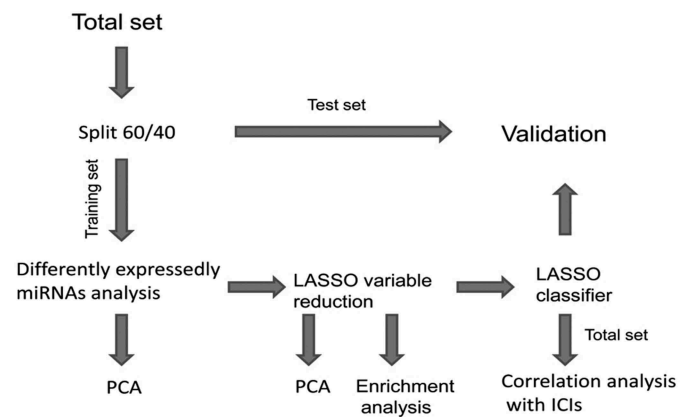 Total set
Split 60/40
Test set
Validation
Training set
Differently expressedly
miRNAs analysis
LASSO variable
reduction
LASSO
classifier
Total set
PCA
PCA
Enrichment
analysis
Correlation analysis
with ICIs